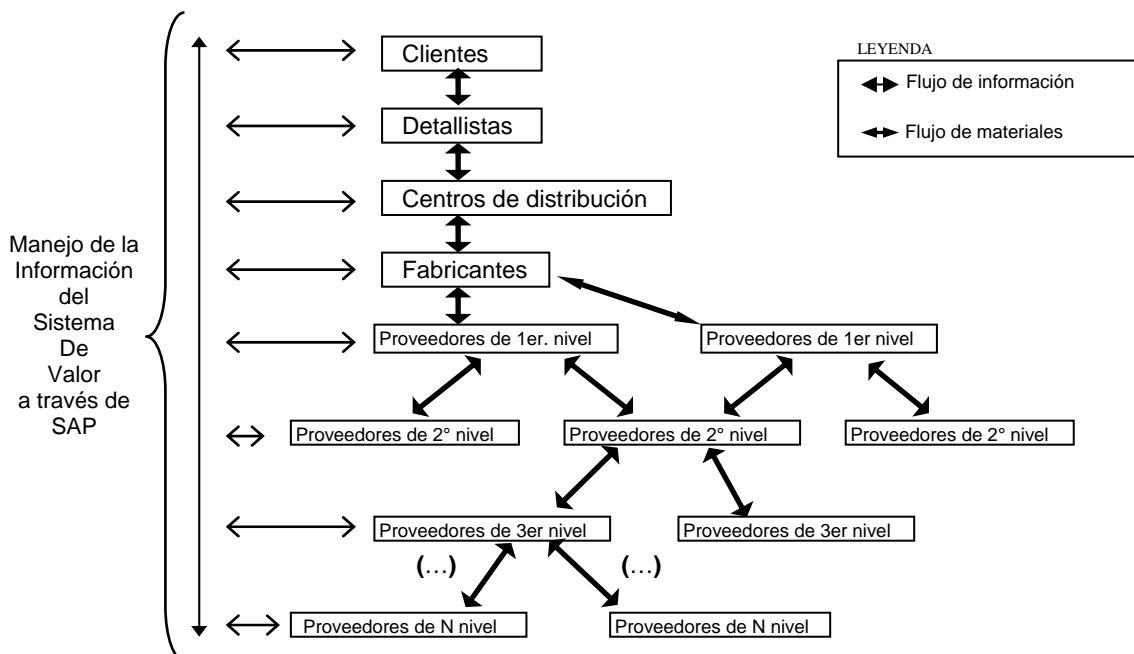 Clientes
LEYENDA
Flujo de información
Detallistas
Flujo de materiales
Centros de distribución
Manejo de la
Información
del
Sistema
De
Valor
a través de
SAP
Fabricantes
Proveedores de 1er. nivel
Proveedores de 1er nivel
Proveedores de 2° nivel
Proveedores de 2° nivel
Proveedores de 2° nivel
Proveedores de 3er nivel
Proveedores de 3er nivel
(…)
(…)
Proveedores de N nivel
Proveedores de N nivel